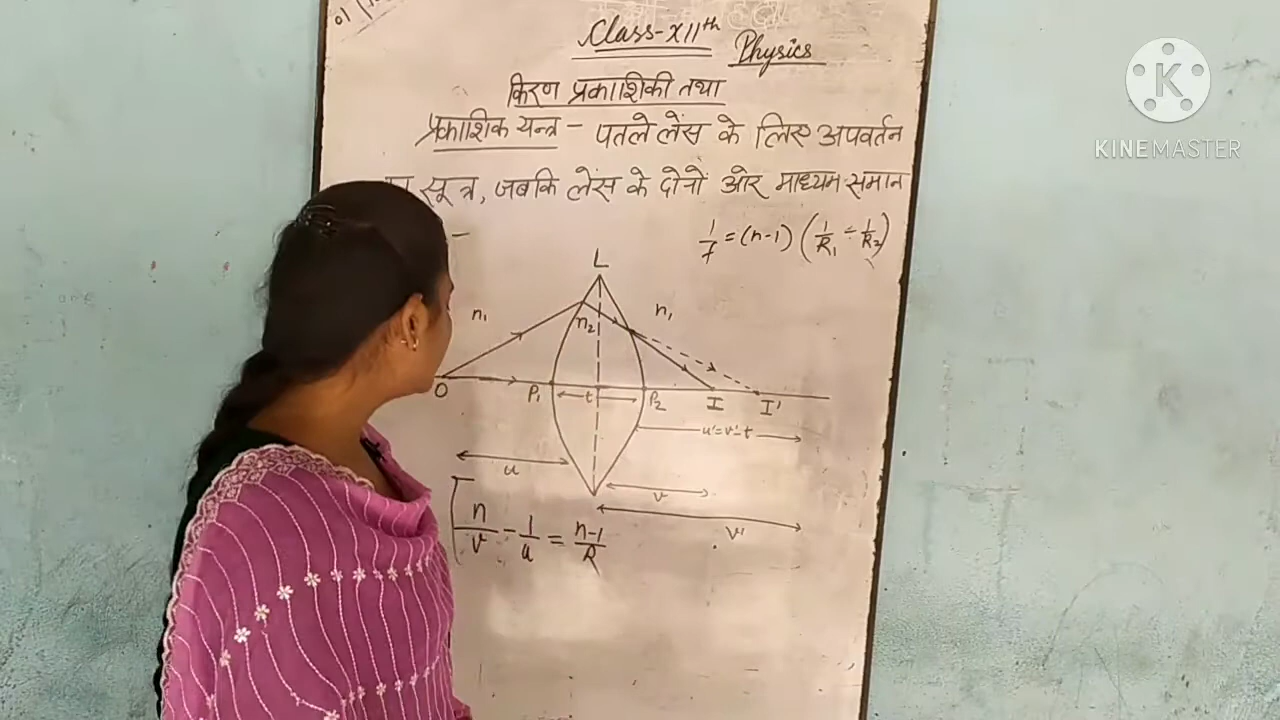 Class-XIIth
Physics
किरण प्रकाशिकी तथा
प्रकाशिक यन्त्र - पतले लेंस के लिए अपवर्तन
सूत्र, जबकि लेंस के दोनों ओर माध्यम समान
-
1/f = (n-1) (1/R₁ - 1/R₂)
L
n₁ n₂ n₁
O P₁ t P₂ I I'
u'=v'-t
u v
v'
n/v - 1/u = n-1/R
K
KINEMASTER